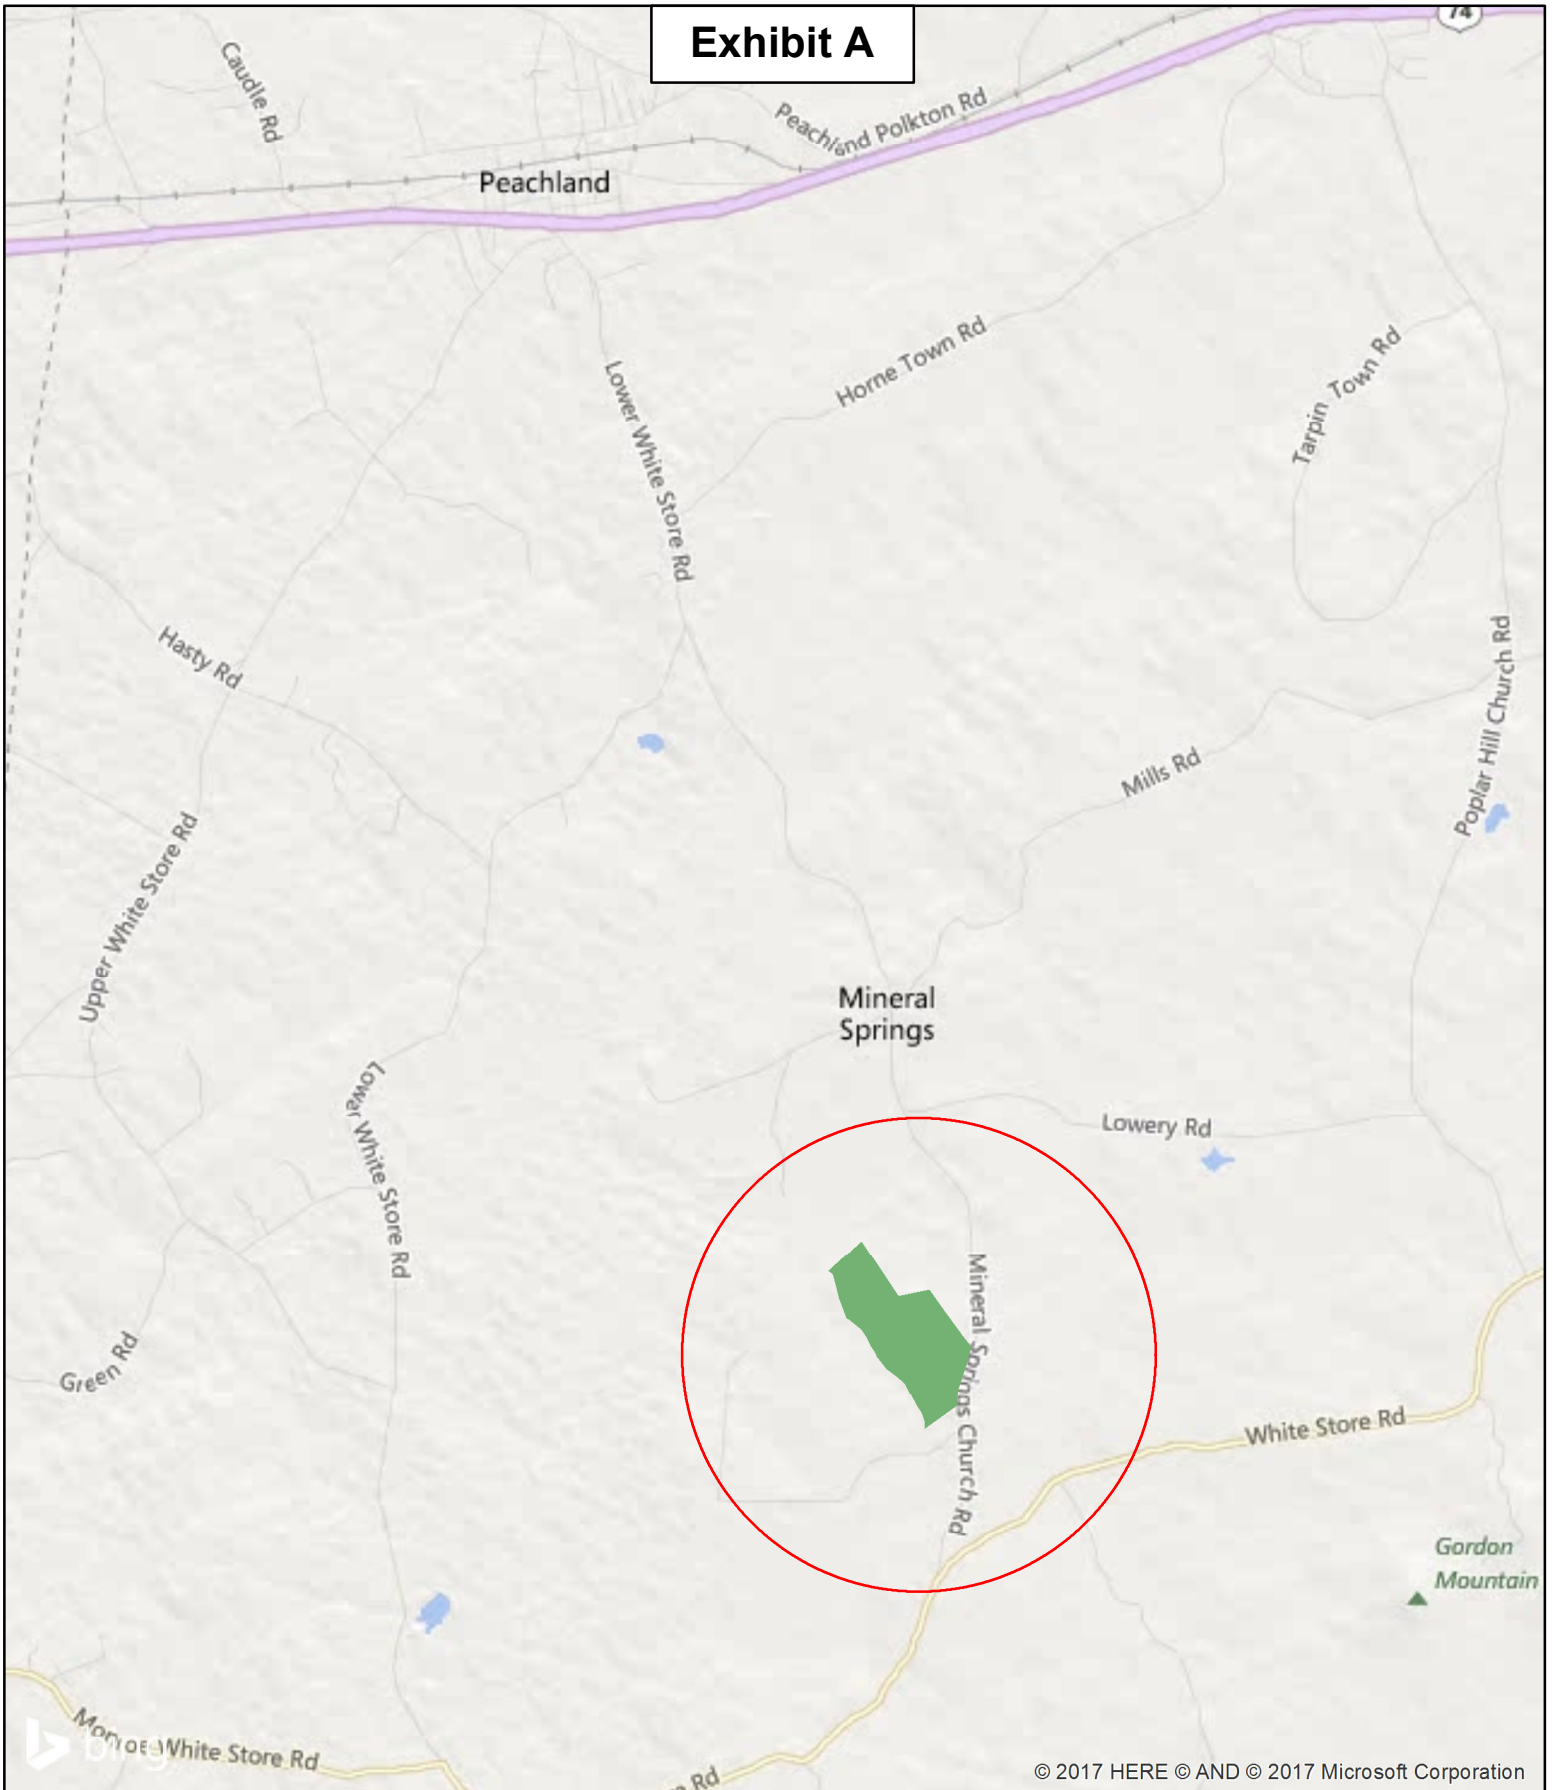 Exhibit A
74
Caudle Rd
Peachland Polkton Rd
Peachland
Horne Town Rd
Tarpin Town Rd
Lower White Store Rd
Hasty Rd
Poplar Hill Church Rd
Mills Rd
Upper White Store Rd
Mineral
Springs
Lower White Store Rd
Lowery Rd
Mineral Springs Church Rd
Green Rd
White Store Rd
Gordon
Mountain
Monroe White Store Rd
bing
Rd
© 2017 HERE © AND © 2017 Microsoft Corporation